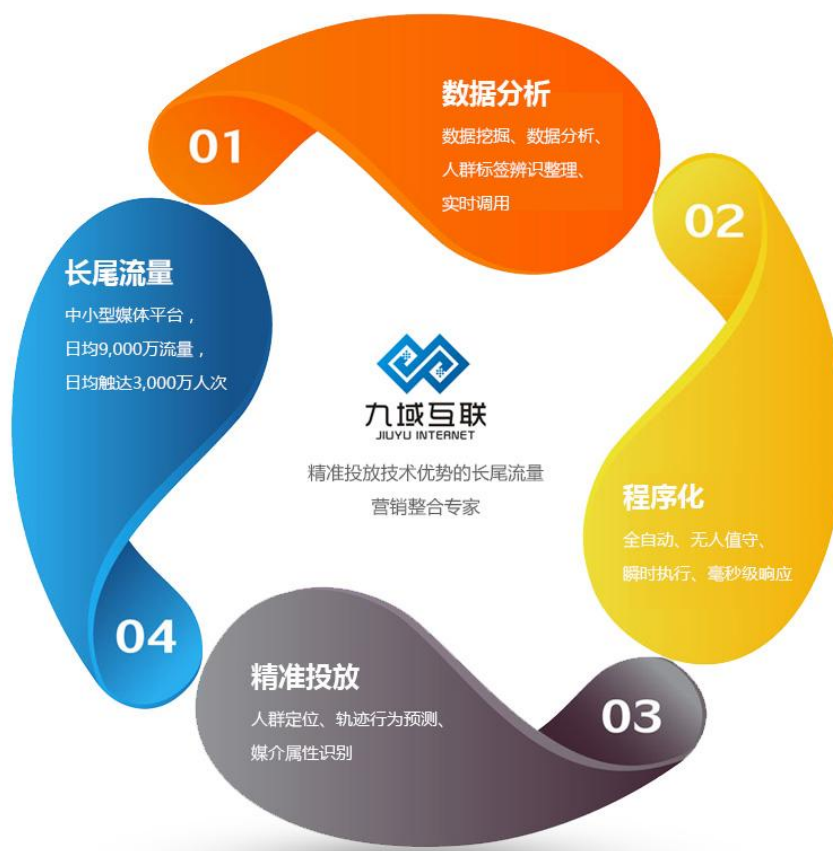 01
数据分析
数据挖掘、数据分析、
人群标签辨识整理、
实时调用
02
程序化
全自动、无人值守、
瞬时执行、毫秒级响应
03
精准投放
人群定位、轨迹行为预测、
媒介属性识别
04
长尾流量
中小型媒体平台，
日均9,000万流量，
日均触达3,000万人次
九域互联
JIUYU INTERNET
精准投放技术优势的长尾流量
营销整合专家